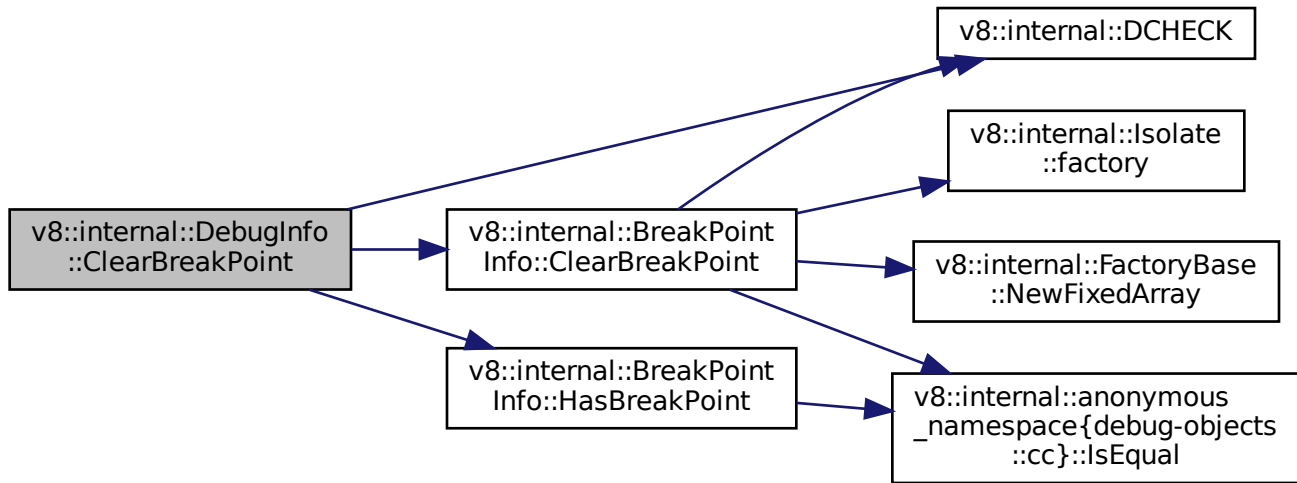 v8::internal::DebugInfo
::ClearBreakPoint
v8::internal::BreakPoint
Info::ClearBreakPoint
v8::internal::BreakPoint
Info::HasBreakPoint
v8::internal::DCHECK
v8::internal::Isolate
::factory
v8::internal::FactoryBase
::NewFixedArray
v8::internal::anonymous
_namespace{debug-objects
::cc}::IsEqual